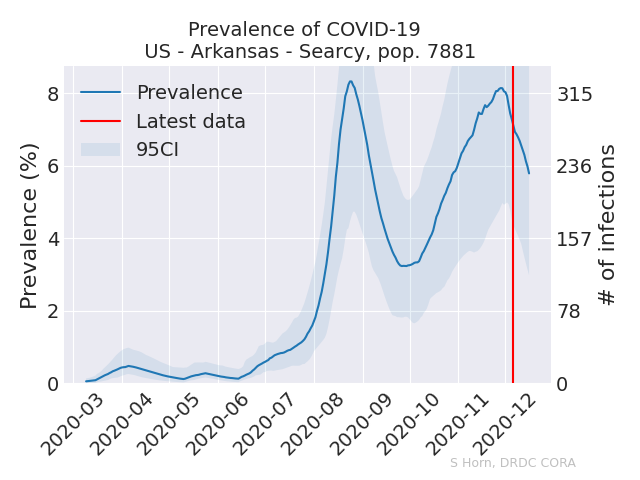 Prevalence of COVID-19
US - Arkansas - Searcy, pop. 7881
Prevalence
Latest data
95CI
Prevalence (%)
8
6
4
2
0
315
236
157
78
0
# of infections
2020-03
2020-04
2020-05
2020-06
2020-07
2020-08
2020-09
2020-10
2020-11
2020-12
S Horn, DRDC CORA